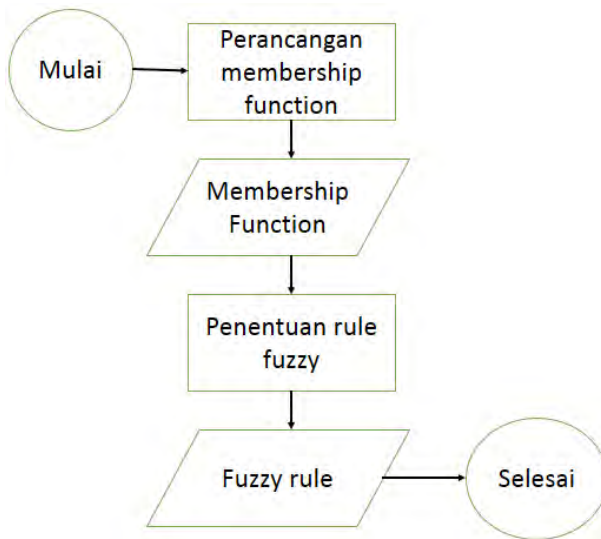 Mulai
Perancangan
membership
function
Membership
Function
Penentuan rule
fuzzy
Fuzzy rule
Selesai